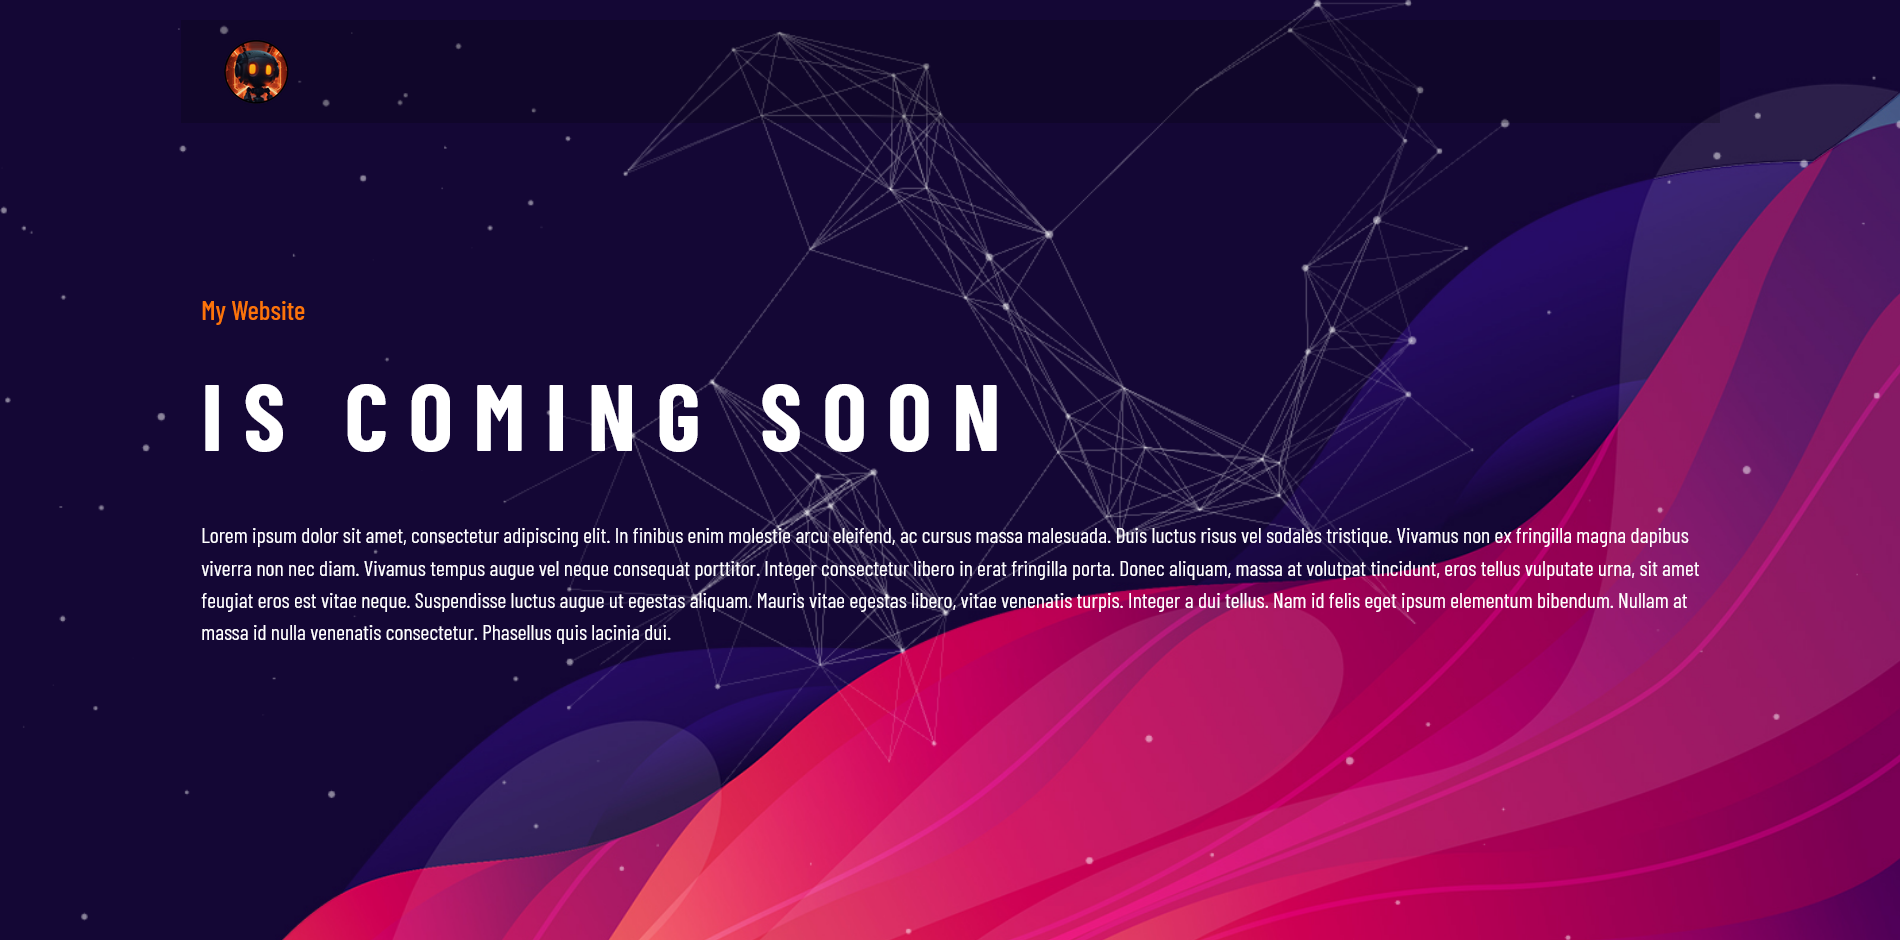 My Website
IS COMING SOON
Lorem ipsum dolor sit amet, consectetur adipiscing elit. In finibus enim molestie arcu eleifend, ac cursus massa malesuada. Duis luctus risus vel sodales tristique. Vivamus non ex fringilla magna dapibus
viverra non nec diam. Vivamus tempus augue vel neque consequat porttitor. Integer consectetur libero in erat fringilla porta. Donec aliquam, massa at volutpat tincidunt, eros tellus vulputate urna, sit amet
feugiat eros est vitae neque. Suspendisse luctus augue ut egestas aliquam. Mauris vitae egestas libero, vitae venenatis turpis. Integer a dui tellus. Nam id felis eget ipsum elementum bibendum. Nullam at
massa id nulla venenatis consectetur. Phasellus quis lacinia dui.